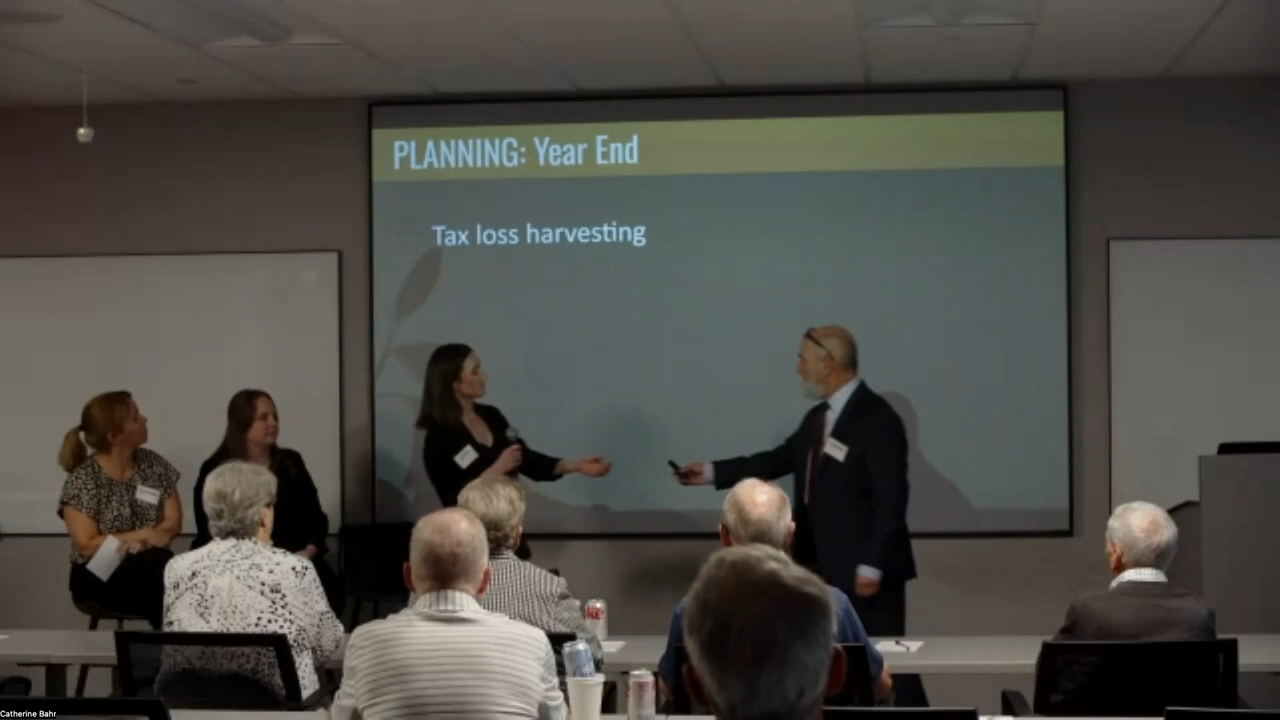 PLANNING: Year End
Tax loss harvesting
Catherine Bahr